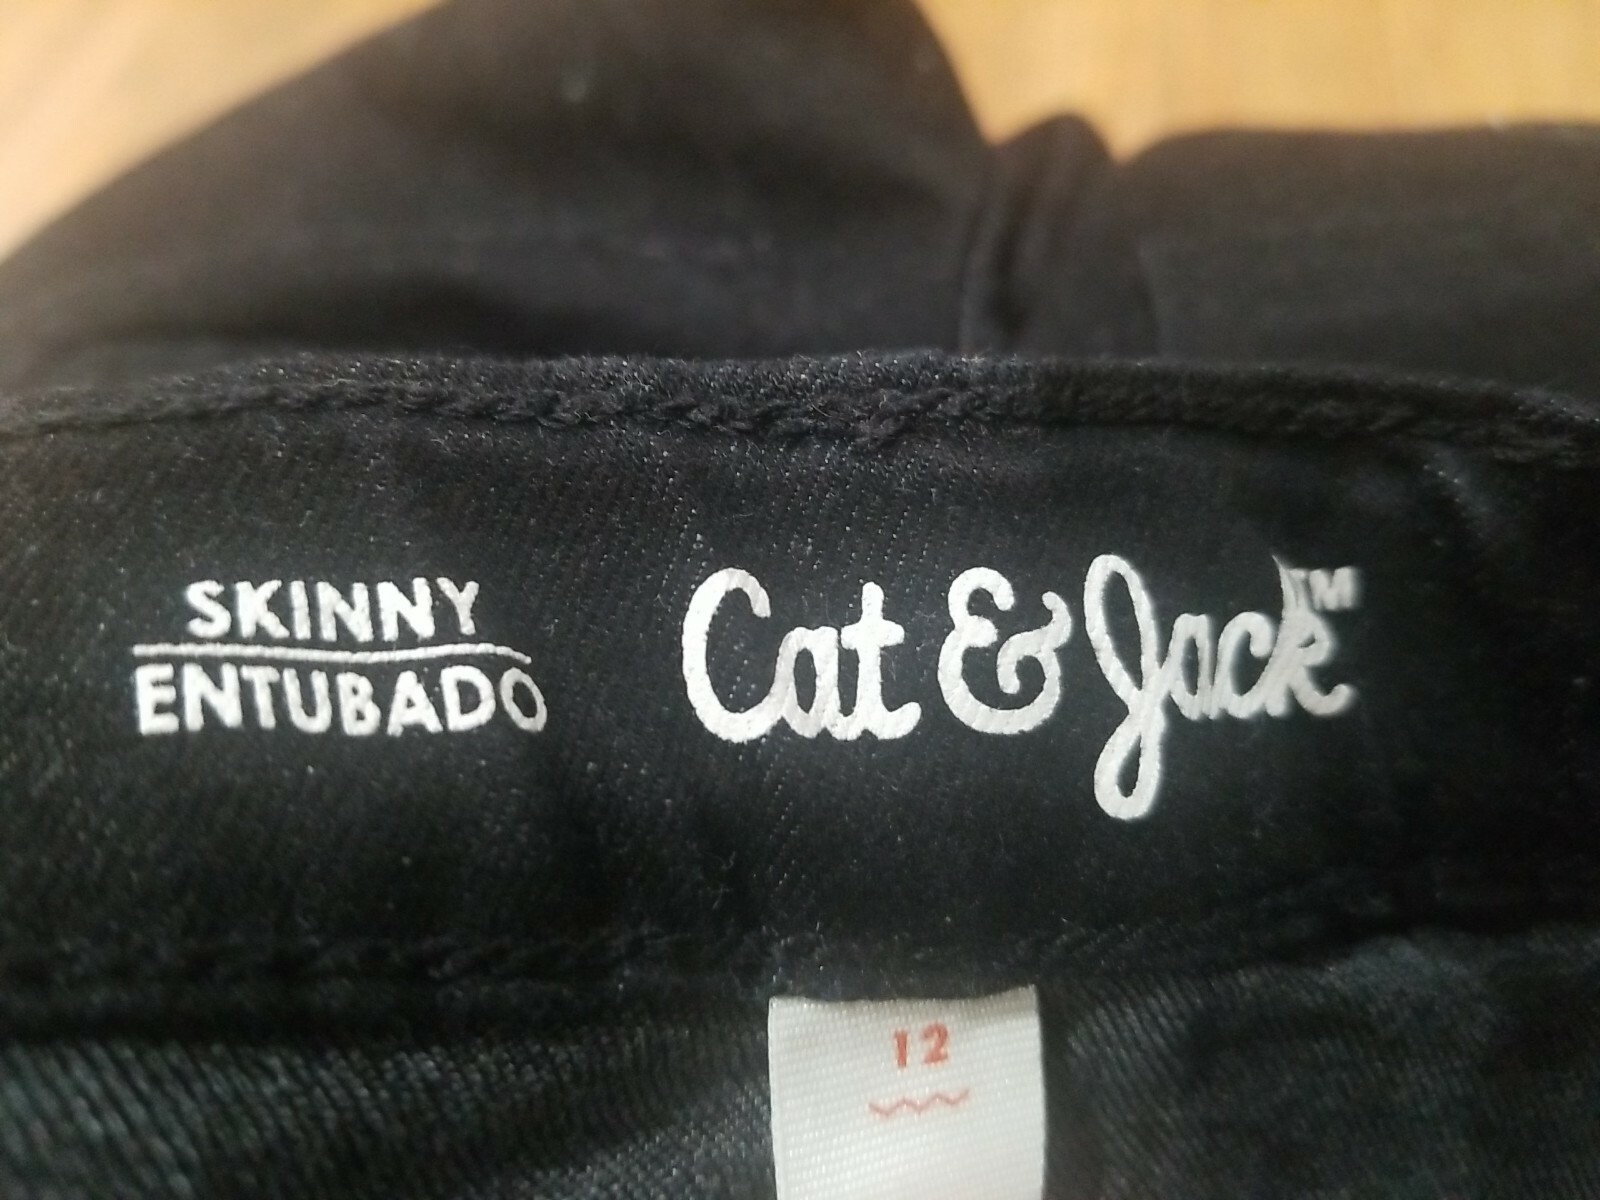 SKINNY
ENTUBADO
Cat & Jack™
12